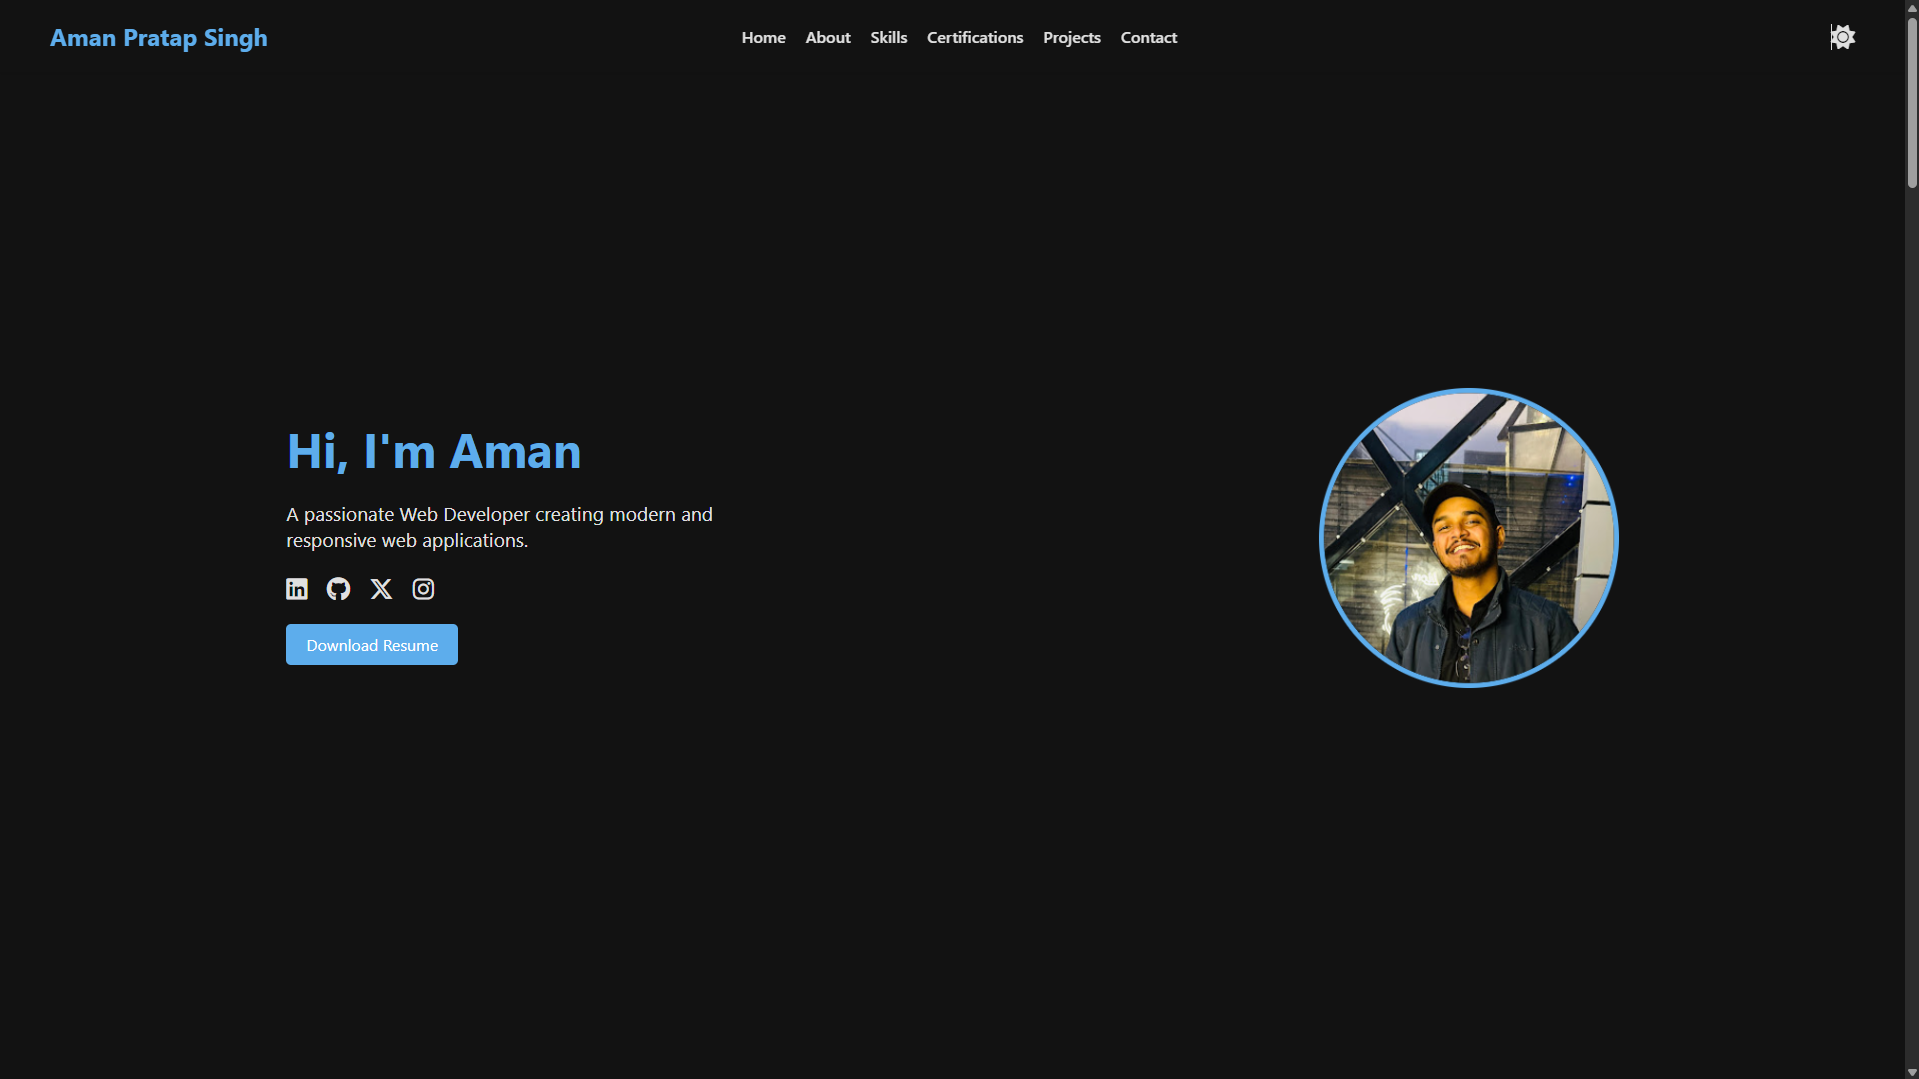 Aman Pratap Singh
Home About Skills Certifications Projects Contact
Hi, I'm Aman
A passionate Web Developer creating modern and
responsive web applications.
Download Resume